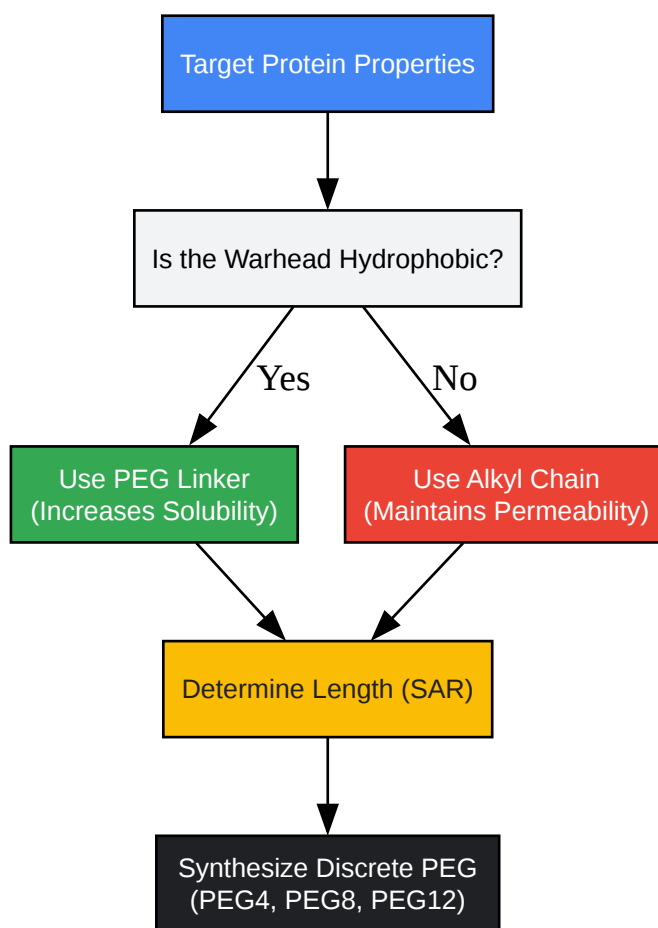 Target Protein Properties
Is the Warhead Hydrophobic?
Yes
No
Use PEG Linker
(Increases Solubility)
Use Alkyl Chain
(Maintains Permeability)
Determine Length (SAR)
Synthesize Discrete PEG
(PEG4, PEG8, PEG12)